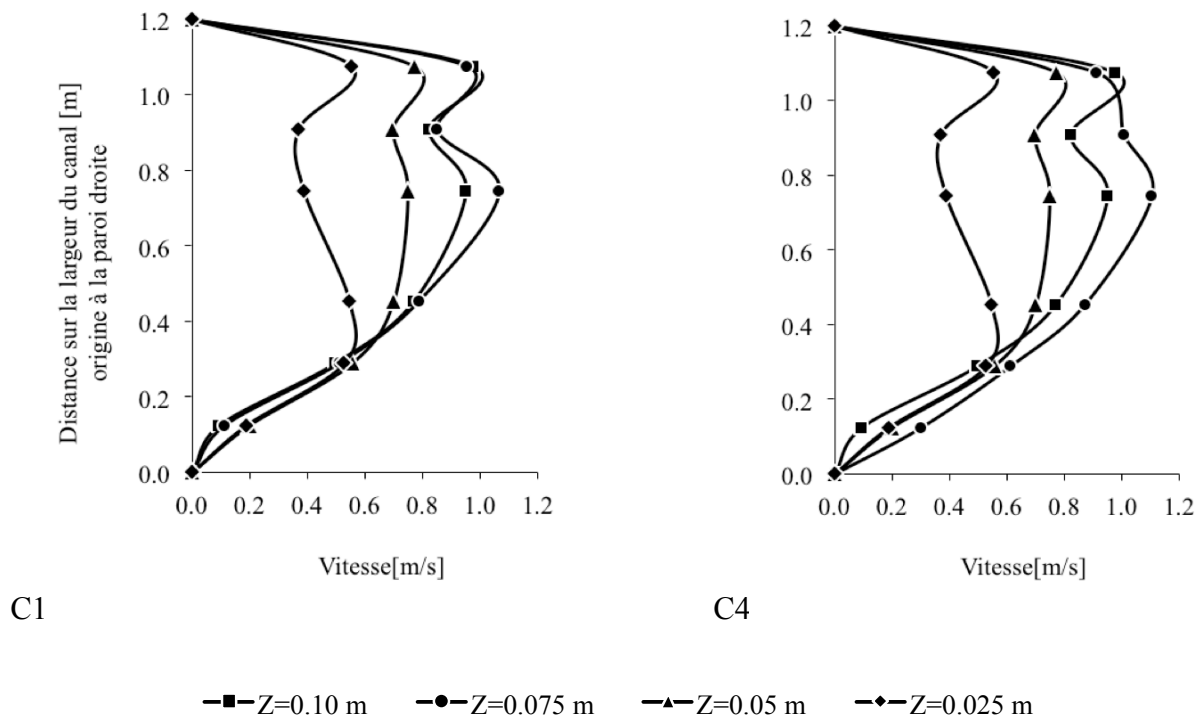 Distance sur la largeur du canal [m]
origine à la paroi droite
1.2
1.0
0.8
0.6
0.4
0.2
0.0
0.0 0.2 0.4 0.6 0.8 1.0 1.2
Vitesse[m/s]
C1
1.2
1.0
0.8
0.6
0.4
0.2
0.0
0.0 0.2 0.4 0.6 0.8 1.0 1.2
Vitesse[m/s]
C4
Z=0.10 m Z=0.075 m Z=0.05 m Z=0.025 m